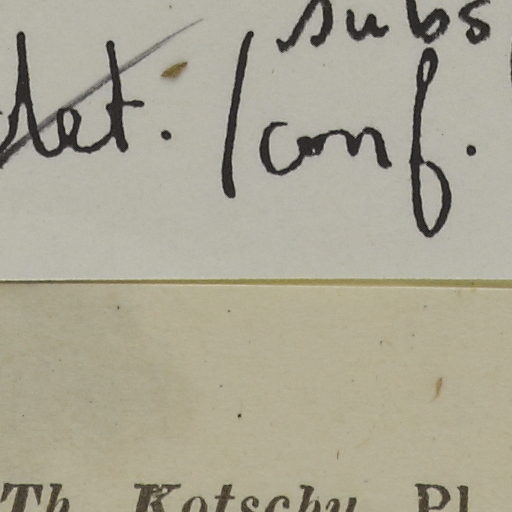 subs
det. / conf.
Th. Kotschy Pl